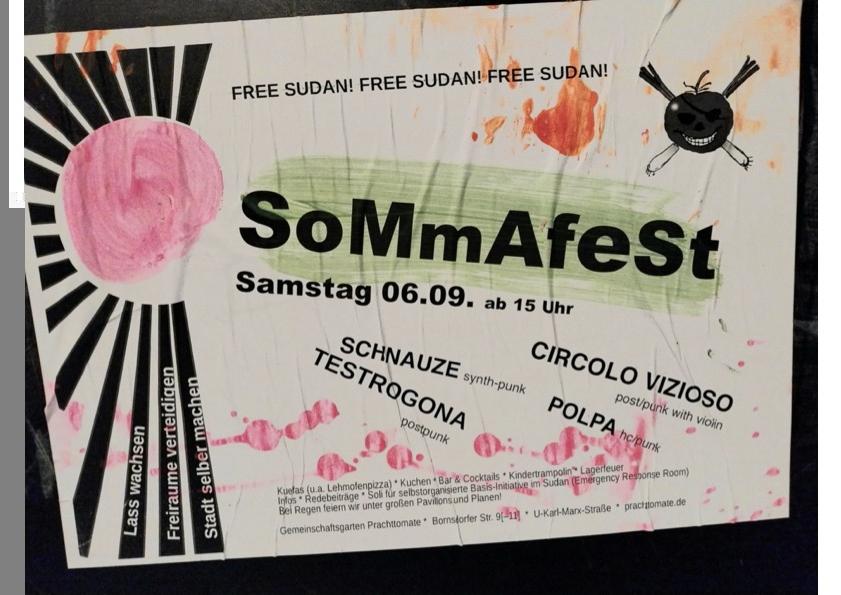 FREE SUDAN! FREE SUDAN! FREE SUDAN!
SoMmAfeSt
Samstag 06.09. ab 15 Uhr
SCHNAUZE synth-punk
TESTROGONA
postpunk
CIRCOLO VIZIOSO
post/punk with violin
POLPA hc/punk
Kuefas (u.a. Lehmofenpizza) * Kuchen * Bar & Cocktails * Kindertrampolin * Lagerfeuer
Infos * Redebeiträge * Soli für selbstorganisierte Basis-Initiative im Sudan (Emergency Response Room)
Bei Regen feiern wir unter großen Pavillons und Planen!
Gemeinschaftsgarten Prachttomate * Bornsdorfer Str. 9[-11] * U-Karl-Marx-Straße * prachttomate.de
Lass wachsen
Freiräume verteidigen
Stadt selber machen